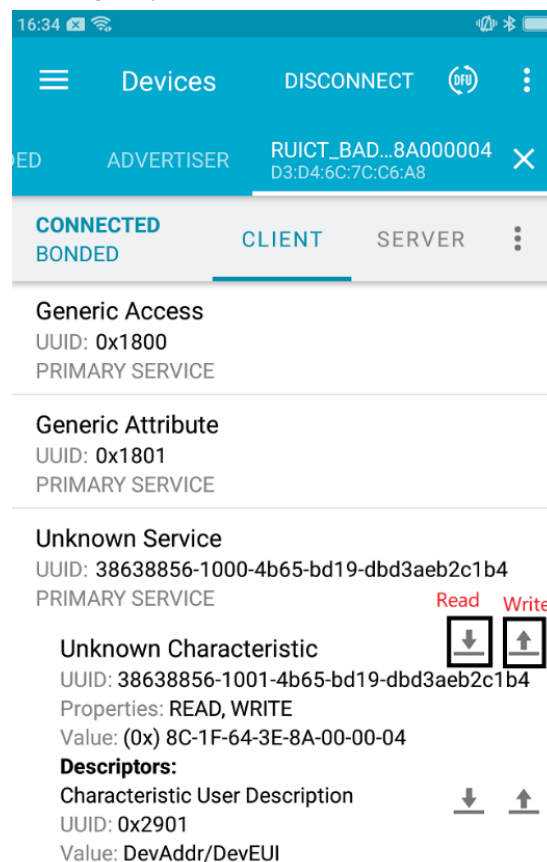 16:34
Devices DISCONNECT DFU
ED ADVERTISER RUICT_BAD...8A000004
D3:D4:6C:7C:C6:A8
CONNECTED
BONDED
CLIENT SERVER
Generic Access
UUID: 0x1800
PRIMARY SERVICE
Generic Attribute
UUID: 0x1801
PRIMARY SERVICE
Unknown Service
UUID: 38638856-1000-4b65-bd19-dbd3aeb2c1b4
PRIMARY SERVICE
Read Write
Unknown Characteristic
UUID: 38638856-1001-4b65-bd19-dbd3aeb2c1b4
Properties: READ, WRITE
Value: (0x) 8C-1F-64-3E-8A-00-00-04
Descriptors:
Characteristic User Description
UUID: 0x2901
Value: DevAddr/DevEUI